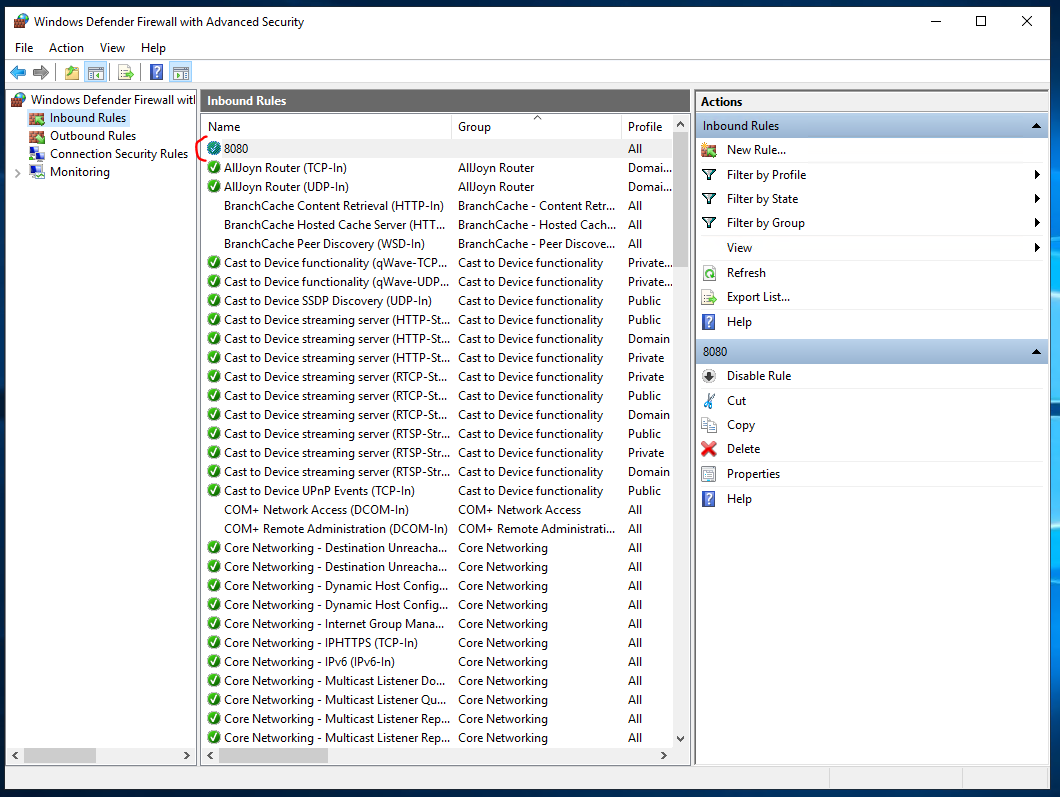 Windows Defender Firewall with Advanced Security
File Action View Help
Windows Defender Firewall witl
Inbound Rules
Outbound Rules
Connection Security Rules
Monitoring
Inbound Rules
Name Group Profile
8080 All
AllJoyn Router (TCP-In) AllJoyn Router Domai...
AllJoyn Router (UDP-In) AllJoyn Router Domai...
BranchCache Content Retrieval (HTTP-In) BranchCache - Content Retr... All
BranchCache Hosted Cache Server (HTT... BranchCache - Hosted Cach... All
BranchCache Peer Discovery (WSD-In) BranchCache - Peer Discove... All
Cast to Device functionality (qWave-TCP... Cast to Device functionality Private...
Cast to Device functionality (qWave-UDP... Cast to Device functionality Private...
Cast to Device SSDP Discovery (UDP-In) Cast to Device functionality Public
Cast to Device streaming server (HTTP-St... Cast to Device functionality Public
Cast to Device streaming server (HTTP-St... Cast to Device functionality Domain
Cast to Device streaming server (HTTP-St... Cast to Device functionality Private
Cast to Device streaming server (RTCP-St... Cast to Device functionality Private
Cast to Device streaming server (RTCP-St... Cast to Device functionality Public
Cast to Device streaming server (RTCP-St... Cast to Device functionality Domain
Cast to Device streaming server (RTSP-Str... Cast to Device functionality Public
Cast to Device streaming server (RTSP-Str... Cast to Device functionality Private
Cast to Device streaming server (RTSP-Str... Cast to Device functionality Domain
Cast to Device UPnP Events (TCP-In) Cast to Device functionality Public
COM+ Network Access (DCOM-In) COM+ Network Access All
COM+ Remote Administration (DCOM-In) COM+ Remote Administrati... All
Core Networking - Destination Unreacha... Core Networking All
Core Networking - Destination Unreacha... Core Networking All
Core Networking - Dynamic Host Config... Core Networking All
Core Networking - Dynamic Host Config... Core Networking All
Core Networking - Internet Group Mana... Core Networking All
Core Networking - IPHTTPS (TCP-In) Core Networking All
Core Networking - IPv6 (IPv6-In) Core Networking All
Core Networking - Multicast Listener Do... Core Networking All
Core Networking - Multicast Listener Qu... Core Networking All
Core Networking - Multicast Listener Rep... Core Networking All
Core Networking - Multicast Listener Rep... Core Networking All
Actions
Inbound Rules
New Rule...
Filter by Profile
Filter by State
Filter by Group
View
Refresh
Export List...
Help
8080
Disable Rule
Cut
Copy
Delete
Properties
Help